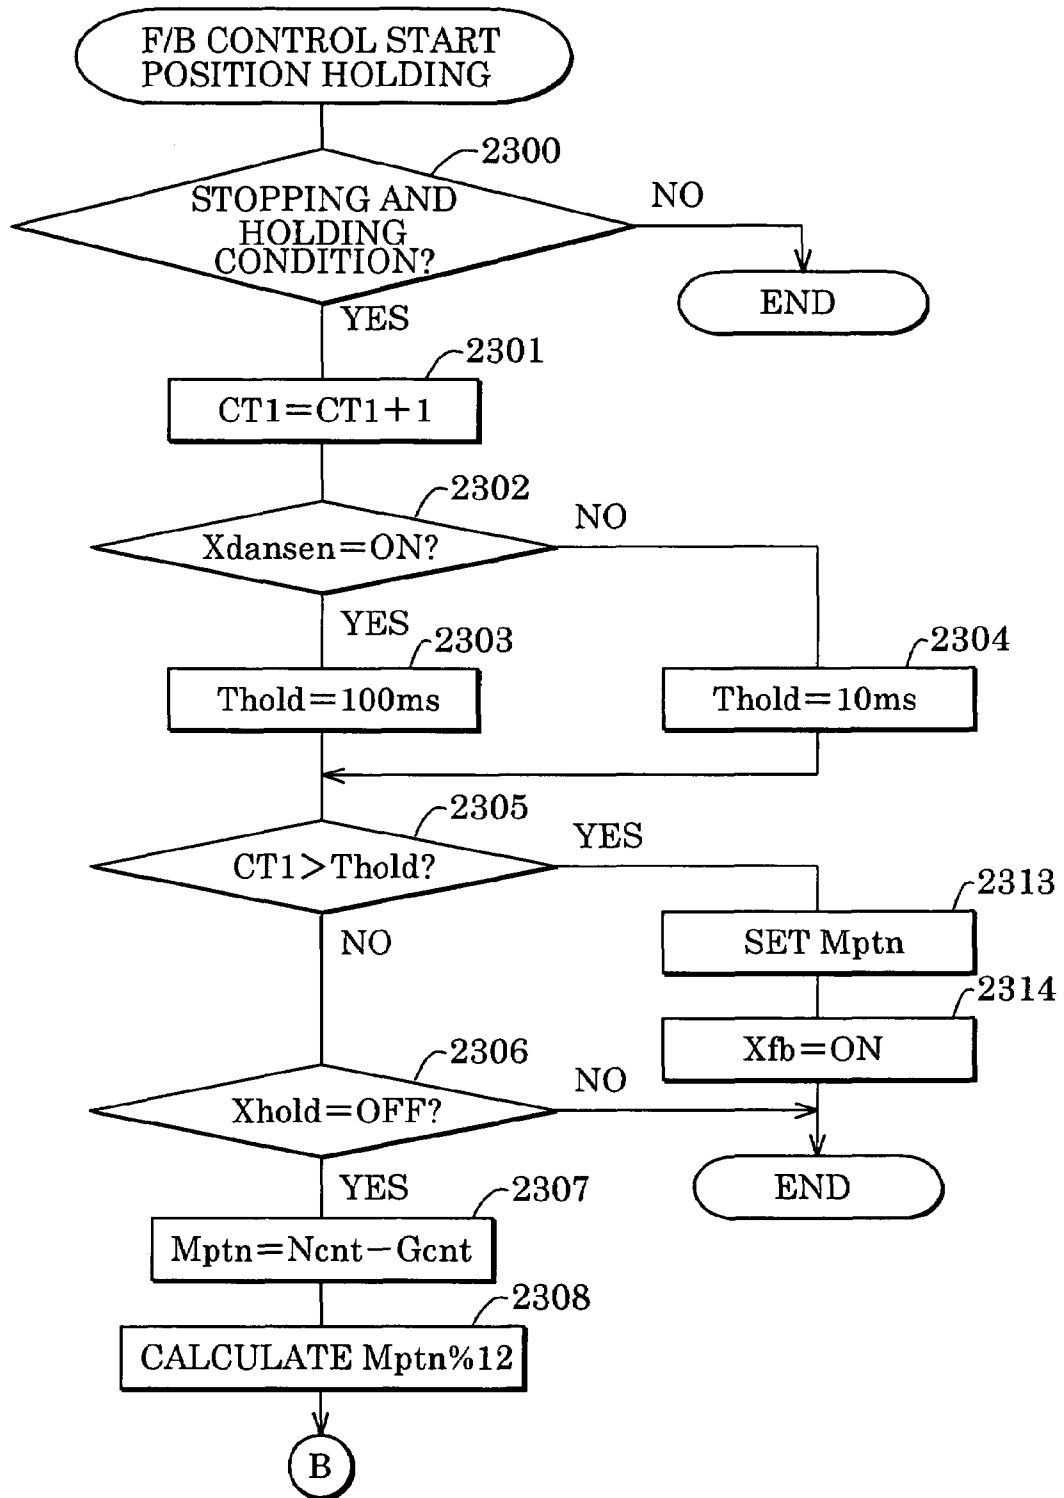 F/B CONTROL START
POSITION HOLDING
2300
STOPPING AND
HOLDING
CONDITION?
NO
END
YES
2301
CT1=CT1+1
2302
Xdansen=ON?
NO
YES
2303
Thold=100ms
2304
Thold=10ms
2305
CT1>Thold?
YES
2313
SET Mptn
NO
2314
Xfb=ON
2306
Xhold=OFF?
NO
END
YES
2307
Mptn=Ncnt-Gcnt
2308
CALCULATE Mptn%12
B